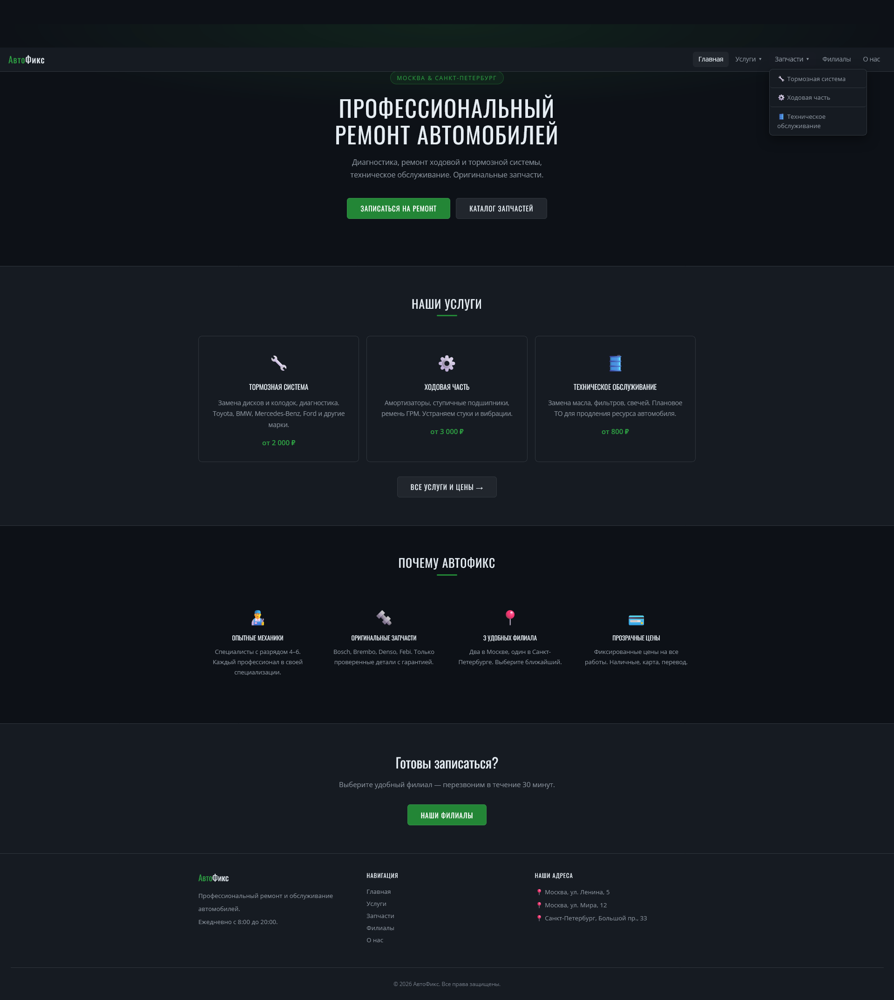 АвтоФикс
Главная
Услуги ▼
Запчасти ▼
Филиалы
О нас
Тормозная система
Ходовая часть
Техническое
обслуживание
МОСКВА & САНКТ-ПЕТЕРБУРГ
ПРОФЕССИОНАЛЬНЫЙ
РЕМОНТ АВТОМОБИЛЕЙ
Диагностика, ремонт ходовой и тормозной системы,
техническое обслуживание. Оригинальные запчасти.
ЗАПИСАТЬСЯ НА РЕМОНТ
КАТАЛОГ ЗАПЧАСТЕЙ
НАШИ УСЛУГИ
ТОРМОЗНАЯ СИСТЕМА
Замена дисков и колодок, диагностика.
Toyota, BMW, Mercedes-Benz, Ford и другие
марки.
от 2 000 ₽
ХОДОВАЯ ЧАСТЬ
Амортизаторы, ступичные подшипники,
ремень ГРМ. Устраняем стуки и вибрации.
от 3 000 ₽
ТЕХНИЧЕСКОЕ ОБСЛУЖИВАНИЕ
Замена масла, фильтров, свечей. Плановое
ТО для продления ресурса автомобиля.
от 800 ₽
ВСЕ УСЛУГИ И ЦЕНЫ →
ПОЧЕМУ АВТОФИКС
ОПЫТНЫЕ МЕХАНИКИ
Специалисты с разрядом 4–6.
Каждый профессионал в своей
специализации.
ОРИГИНАЛЬНЫЕ ЗАПЧАСТИ
Bosch, Brembo, Denso, Febi. Только
проверенные детали с гарантией.
3 УДОБНЫХ ФИЛИАЛА
Два в Москве, один в Санкт-
Петербурге. Выберите ближайший.
ПРОЗРАЧНЫЕ ЦЕНЫ
Фиксированные цены на все
работы. Наличные, карта, перевод.
Готовы записаться?
Выберите удобный филиал — перезвоним в течение 30 минут.
НАШИ ФИЛИАЛЫ
АвтоФикс
Профессиональный ремонт и обслуживание
автомобилей.
Ежедневно с 8:00 до 20:00.
НАВИГАЦИЯ
Главная
Услуги
Запчасти
Филиалы
О нас
НАШИ АДРЕСА
Москва, ул. Ленина, 5
Москва, ул. Мира, 12
Санкт-Петербург, Большой пр., 33
© 2026 АвтоФикс. Все права защищены.